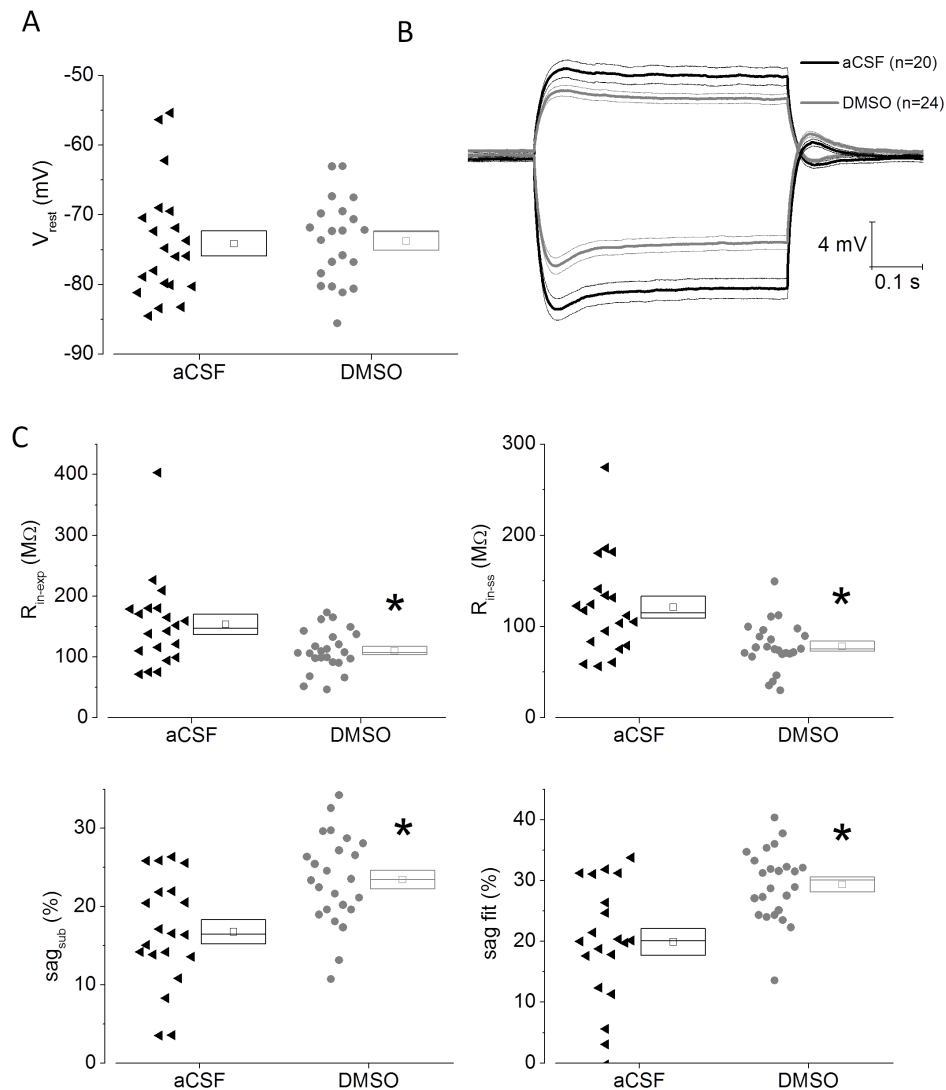 A
B
-50
-60
-70
-80
-90
Vrest (mV)
aCSF
DMSO
aCSF (n=20)
DMSO (n=24)
4 mV
0.1 s
C
400
300
200
100
0
Rin-exp (MΩ)
*
aCSF
DMSO
300
200
100
0
Rin-ss (MΩ)
*
aCSF
DMSO
30
20
10
0
sagsub (%)
*
aCSF
DMSO
40
30
20
10
0
sag fit (%)
*
aCSF
DMSO